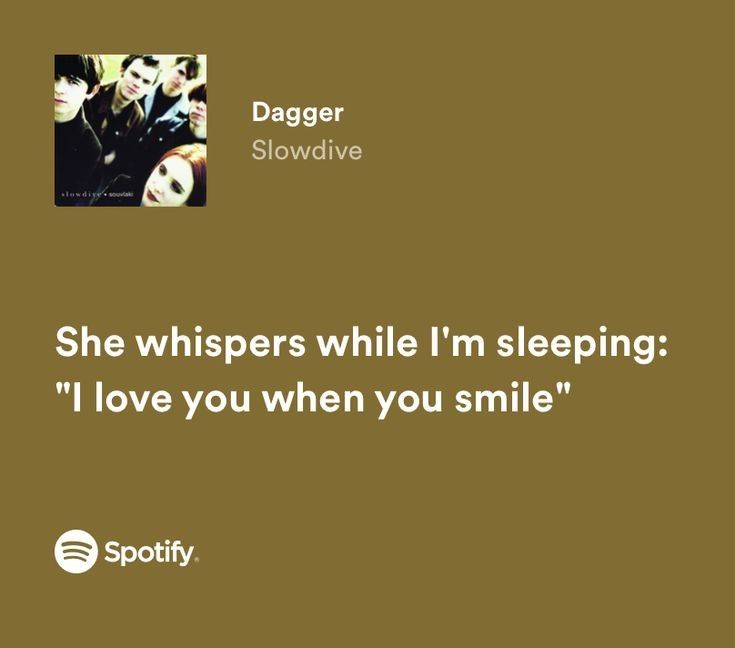 slowdive • souvlaki
Dagger
Slowdive
She whispers while I'm sleeping:
"I love you when you smile"
Spotify®